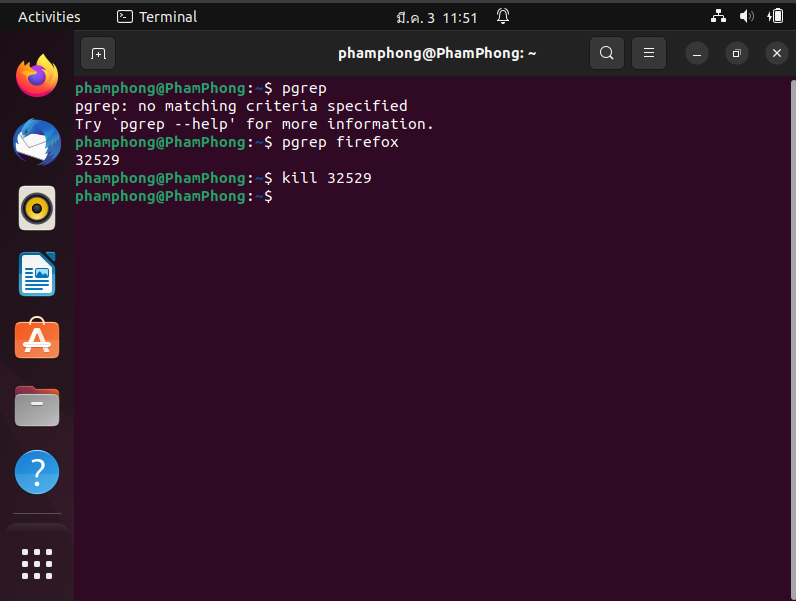 Activities
Terminal
มี.ค. 3 11:51
phamphong@PhamPhong: ~
phamphong@PhamPhong:~$ pgrep
pgrep: no matching criteria specified
Try `pgrep --help' for more information.
phamphong@PhamPhong:~$ pgrep firefox
32529
phamphong@PhamPhong:~$ kill 32529
phamphong@PhamPhong:~$